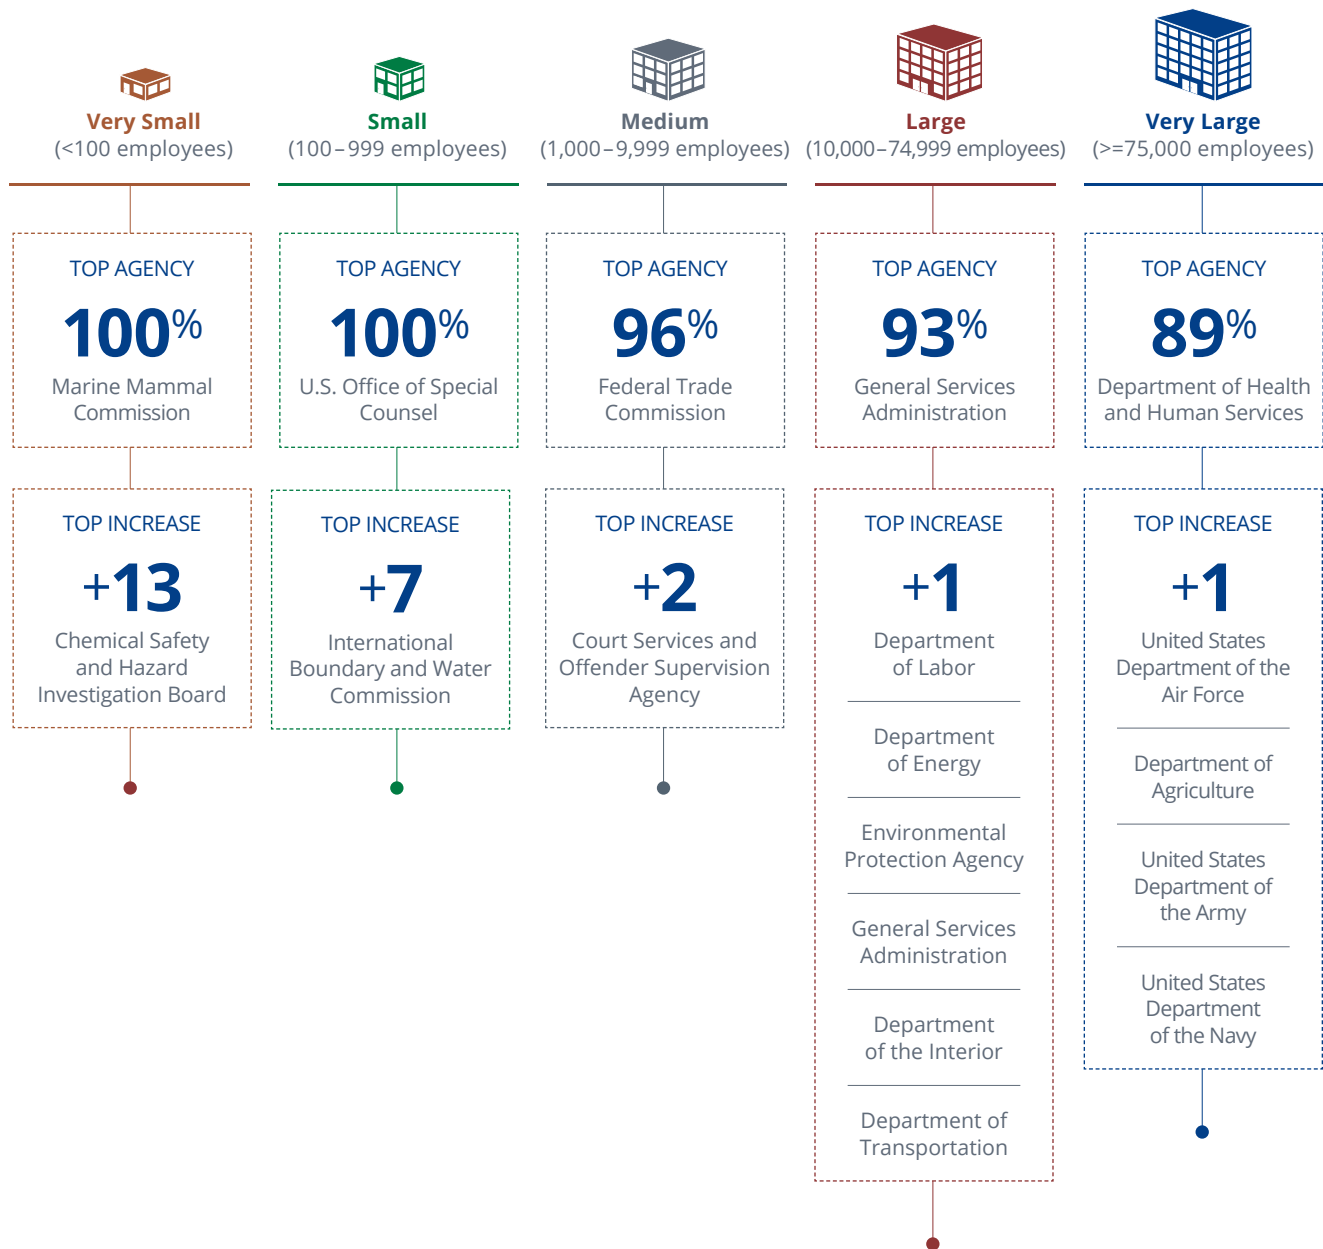 Very Small
(<100 employees)
TOP AGENCY
100%
Marine Mammal
Commission
TOP INCREASE
+13
Chemical Safety
and Hazard
Investigation Board
Small
(100–999 employees)
TOP AGENCY
100%
U.S. Office of Special
Counsel
TOP INCREASE
+7
International
Boundary and Water
Commission
Medium
(1,000–9,999 employees)
TOP AGENCY
96%
Federal Trade
Commission
TOP INCREASE
+2
Court Services and
Offender Supervision
Agency
Large
(10,000–74,999 employees)
TOP AGENCY
93%
General Services
Administration
TOP INCREASE
+1
Department
of Labor
Department
of Energy
Environmental
Protection Agency
General Services
Administration
Department
of the Interior
Department of
Transportation
Very Large
(>=75,000 employees)
TOP AGENCY
89%
Department of Health
and Human Services
TOP INCREASE
+1
United States
Department of the
Air Force
Department of
Agriculture
United States
Department of
the Army
United States
Department
of the Navy